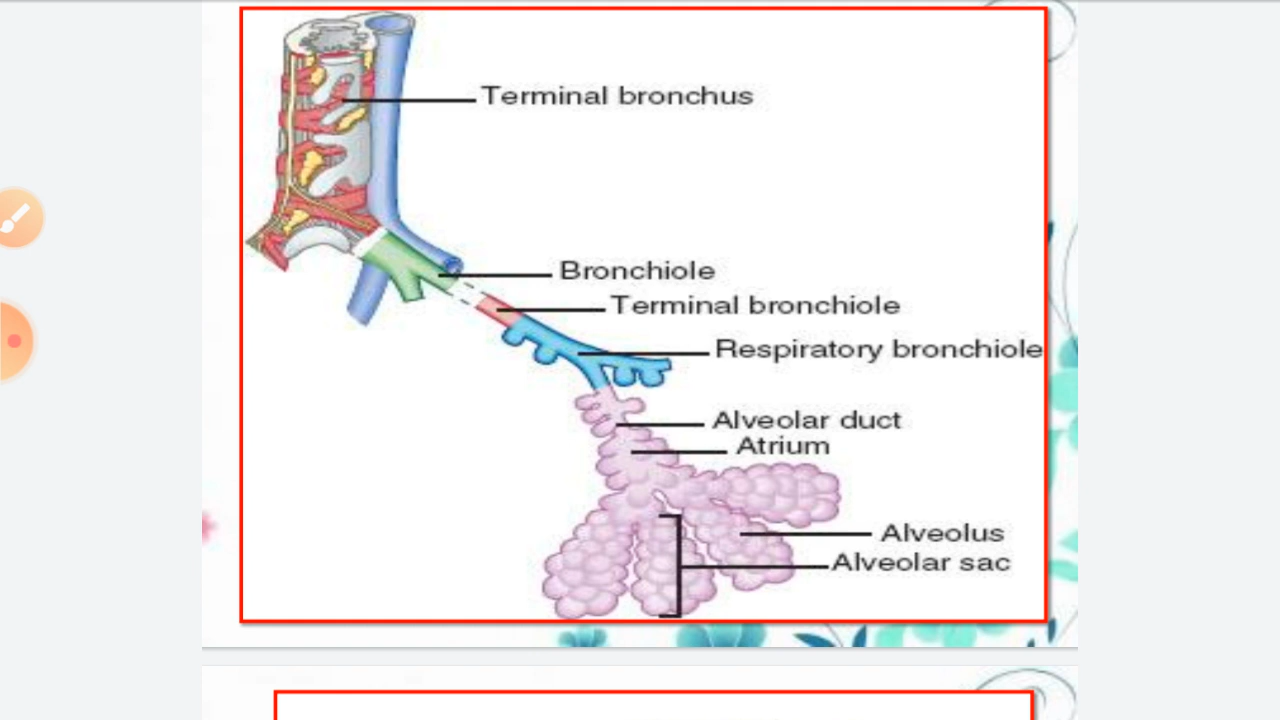 Terminal bronchus
Bronchiole
Terminal bronchiole
Respiratory bronchiole
Alveolar duct
Atrium
Alveolus
Alveolar sac